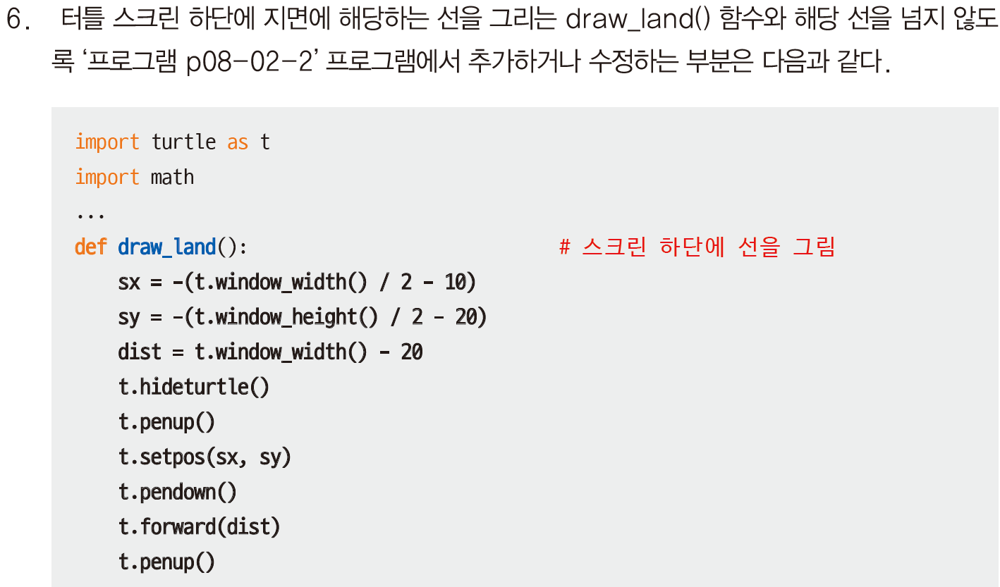 6. 터틀 스크린 하단에 지면에 해당하는 선을 그리는 draw_land() 함수와 해당 선을 넘지 않도
록 ‘프로그램 p08-02-2’ 프로그램에서 추가하거나 수정하는 부분은 다음과 같다.
import turtle as t
import math
...
def draw_land(): # 스크린 하단에 선을 그림
    sx = -(t.window_width() / 2 - 10)
    sy = -(t.window_height() / 2 - 20)
    dist = t.window_width() - 20
    t.hideturtle()
    t.penup()
    t.setpos(sx, sy)
    t.pendown()
    t.forward(dist)
    t.penup()